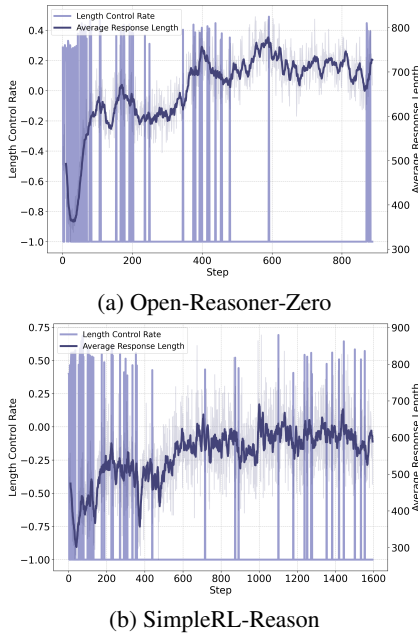 Length Control Rate
Average Response Length
0.4
0.2
0.0
−0.2
−0.4
−0.6
−0.8
−1.0
Length Control Rate
800
700
600
500
400
300
Average Response Length
0 200 400 600 800
Step
(a) Open-Reasoner-Zero
Length Control Rate
Average Response Length
0.75
0.50
0.25
0.00
−0.25
−0.50
−0.75
−1.00
Length Control Rate
900
800
700
600
500
400
300
Average Response Length
0 200 400 600 800 1000 1200 1400 1600
Step
(b) SimpleRL-Reason